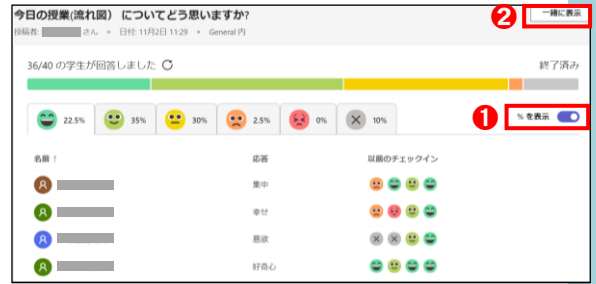 今日の授業(流れ図) についてどう思いますか?
2 一緒に表示
投稿者: さん • 日付: 11月2日 11:29 • General 内
36/40 の学生が回答しました 終了済み
22.5% 35% 30% 2.5% 0% 10% 1 % を表示
名前 ↑ 応答 以前のチェックイン
集中
幸せ
意欲
好奇心